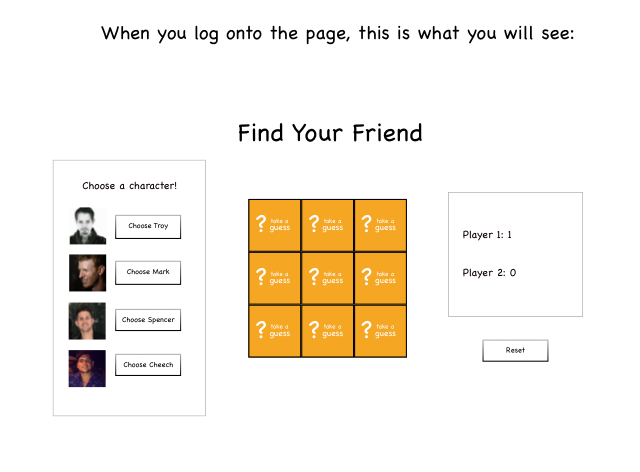 When you log onto the page, this is what you will see:
Find Your Friend
Choose a character!
Choose Troy
Choose Mark
Choose Spencer
Choose Cheech
? take a guess
? take a guess
? take a guess
? take a guess
? take a guess
? take a guess
? take a guess
? take a guess
? take a guess
Player 1: 1
Player 2: 0
Reset